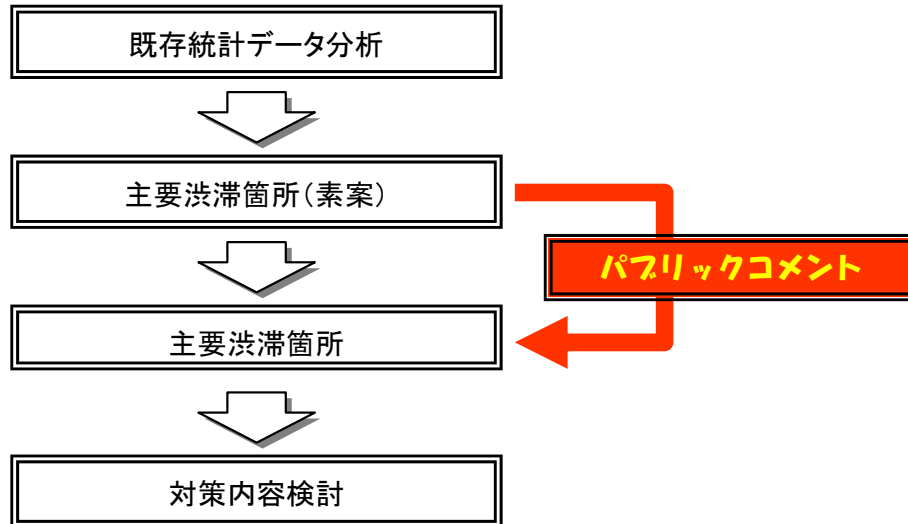 既存統計データ分析
主要渋滞箇所（素案）
パブリックコメント
主要渋滞箇所
対策内容検討